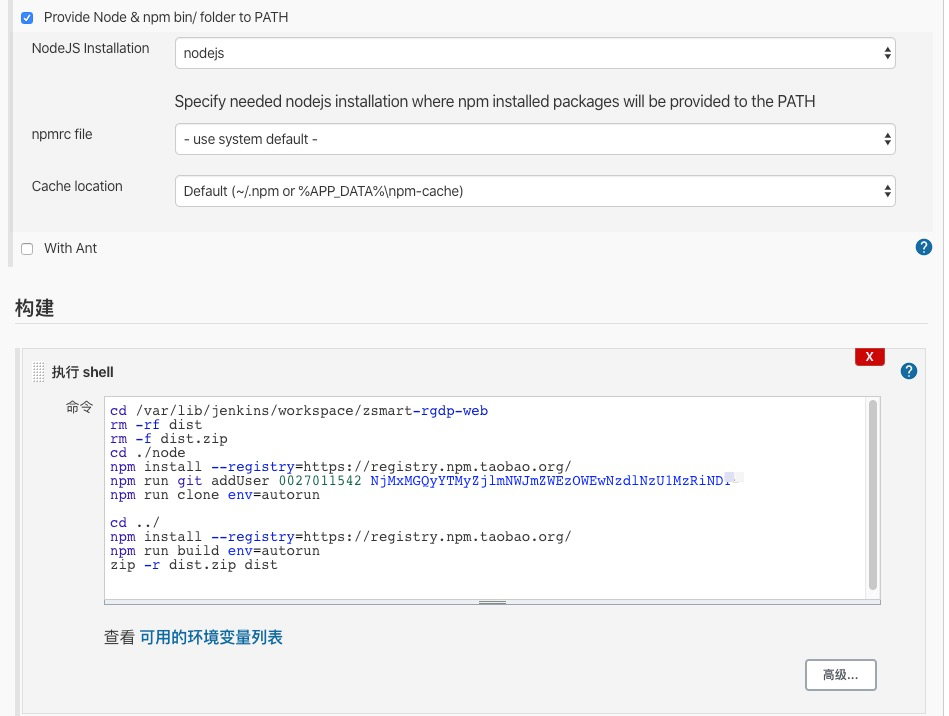 Provide Node & npm bin/ folder to PATH
NodeJS Installation
nodejs
Specify needed nodejs installation where npm installed packages will be provided to the PATH
npmrc file
- use system default -
Cache location
Default (~/.npm or %APP_DATA%\npm-cache)
With Ant
?
构建
X
执行 shell
?
命令
cd /var/lib/jenkins/workspace/zsmart-rgdp-web
rm -rf dist
rm -f dist.zip
cd ./node
npm install --registry=https://registry.npm.taobao.org/
npm run git addUser 0027011542
npm run clone env=autorun
cd ../
npm install --registry=https://registry.npm.taobao.org/
npm run build env=autorun
zip -r dist.zip dist
查看 可用的环境变量列表
高级...